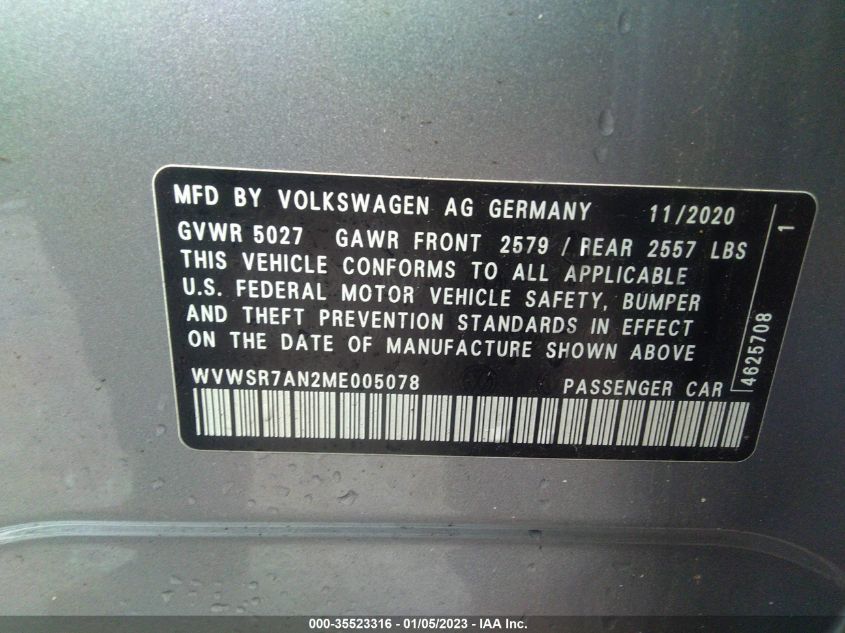 MFD BY VOLKSWAGEN AG GERMANY 11/2020
GVWR 5027 GAWR FRONT 2579 / REAR 2557 LBS
THIS VEHICLE CONFORMS TO ALL APPLICABLE
U.S. FEDERAL MOTOR VEHICLE SAFETY, BUMPER
AND THEFT PREVENTION STANDARDS IN EFFECT
ON THE DATE OF MANUFACTURE SHOWN ABOVE
WVWSR7AN2ME005078 PASSENGER CAR
4625708 1
000-35523316 - 01/05/2023 - IAA Inc.